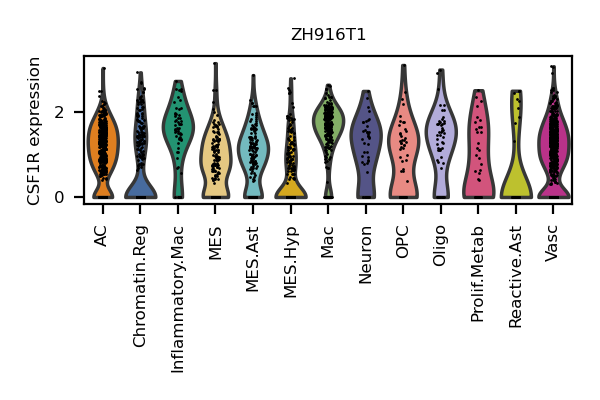 ZH916T1
CSF1R expression
2
0
AC
Chromatin.Reg
Inflammatory.Mac
MES
MES.Ast
MES.Hyp
Mac
Neuron
OPC
Oligo
Prolif.Metab
Reactive.Ast
Vasc